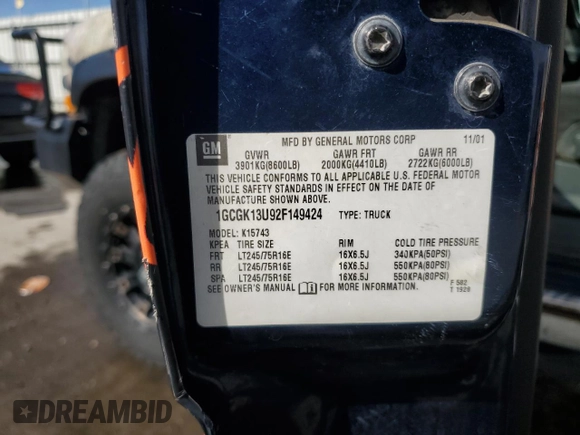 GM
MFD BY GENERAL MOTORS CORP 11/01
GVWR GAWR FRT GAWR RR
3901KG(8600LB) 2000KG(4410LB) 2722KG(6000LB)
THIS VEHICLE CONFORMS TO ALL APPLICABLE U.S. FEDERAL MOTOR
VEHICLE SAFETY STANDARDS IN EFFECT ON THE DATE OF
MANUFACTURE SHOWN ABOVE.
1GCGK13U92F149424 TYPE: TRUCK
MODEL: K15743
KPEA TIRE SIZE RIM COLD TIRE PRESSURE
FRT LT245/75R16E 16X6.5J 340KPA(50PSI)
RR LT245/75R16E 16X6.5J 550KPA(80PSI)
SPA LT245/75R16E 16X6.5J 550KPA(80PSI)
SEE OWNER'S MANUAL FOR MORE INFORMATION.
F 502
T 1926
DREAMBID